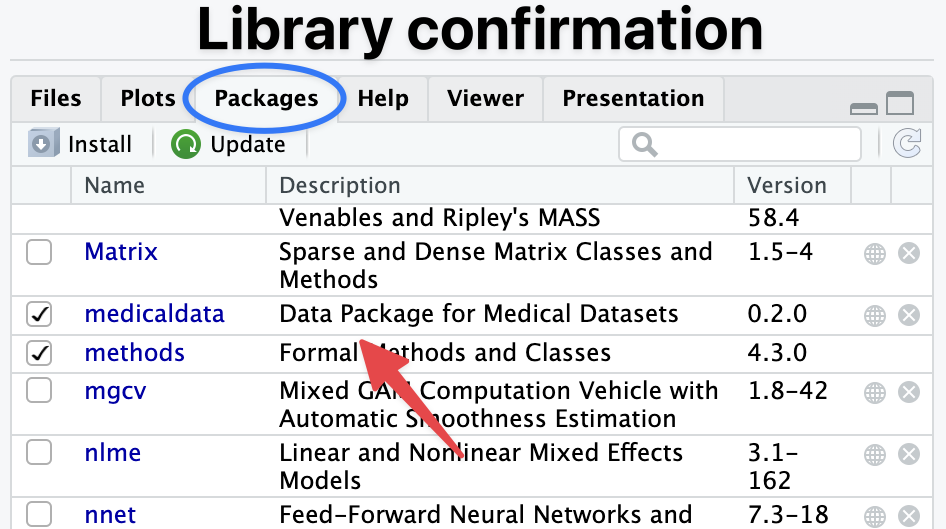 Library confirmation
Files Plots Packages Help Viewer Presentation
Install Update
Name Description Version
Venables and Ripley's MASS 58.4
Matrix Sparse and Dense Matrix Classes and 1.5-4
Methods
medicaldata Data Package for Medical Datasets 0.2.0
methods Formal Methods and Classes 4.3.0
mgcv Mixed GAM Computation Vehicle with 1.8-42
Automatic Smoothness Estimation
nlme Linear and Nonlinear Mixed Effects 3.1-
Models 162
nnet Feed-Forward Neural Networks and 7.3-18